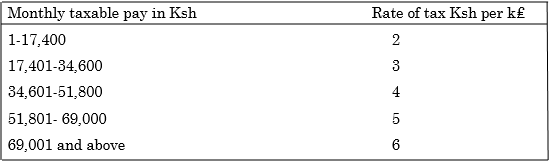 Monthly taxable pay in Ksh Rate of tax Ksh per k₤
1-17,400 2
17,401-34,600 3
34,601-51,800 4
51,801- 69,000 5
69,001 and above 6